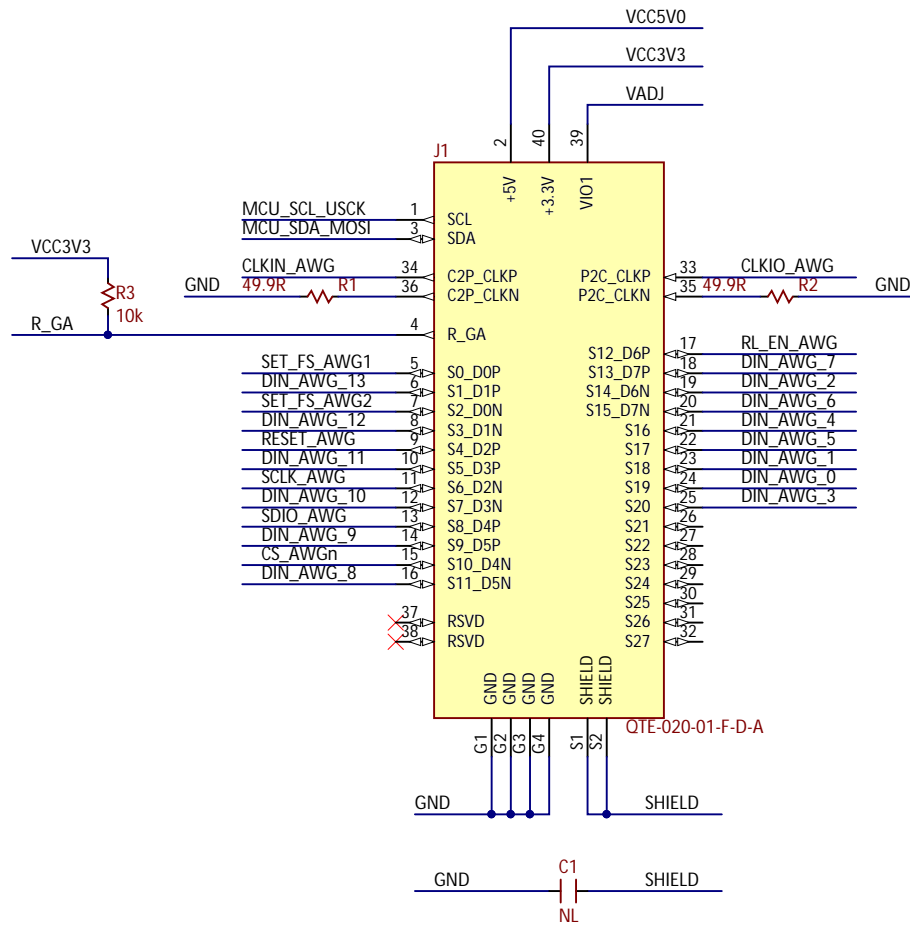 VCC5V0
VCC3V3
VADJ
2
40
39
J1
+5V
+3.3V
VIO1
MCU_SCL_USCK 1 SCL
MCU_SDA_MOSI 3 SDA
VCC3V3
CLKIN_AWG 34 C2P_CLKP P2C_CLKP 33 CLKIO_AWG
GND 49.9R R1 36 C2P_CLKN P2C_CLKN 35 49.9R R2 GND
R3
10k
R_GA 4 R_GA
S12_D6P 17 RL_EN_AWG
SET_FS_AWG1 5 S0_D0P S13_D7P 18 DIN_AWG_7
DIN_AWG_13 6 S1_D1P S14_D6N 19 DIN_AWG_2
SET_FS_AWG2 7 S2_D0N S15_D7N 20 DIN_AWG_6
DIN_AWG_12 8 S3_D1N S16 21 DIN_AWG_4
RESET_AWG 9 S4_D2P S17 22 DIN_AWG_5
DIN_AWG_11 10 S5_D3P S18 23 DIN_AWG_1
SCLK_AWG 11 S6_D2N S19 24 DIN_AWG_0
DIN_AWG_10 12 S7_D3N S20 25 DIN_AWG_3
SDIO_AWG 13 S8_D4P S21 26
DIN_AWG_9 14 S9_D5P S22 27
CS_AWGn 15 S10_D4N S23 28
DIN_AWG_8 16 S11_D5N S24 29
S25 30
37 RSVD S26 31
38 RSVD S27 32
GND
GND
GND
GND
SHIELD
SHIELD
QTE-020-01-F-D-A
G1
G2
G3
G4
S1
S2
GND SHIELD
C1
GND SHIELD
NL